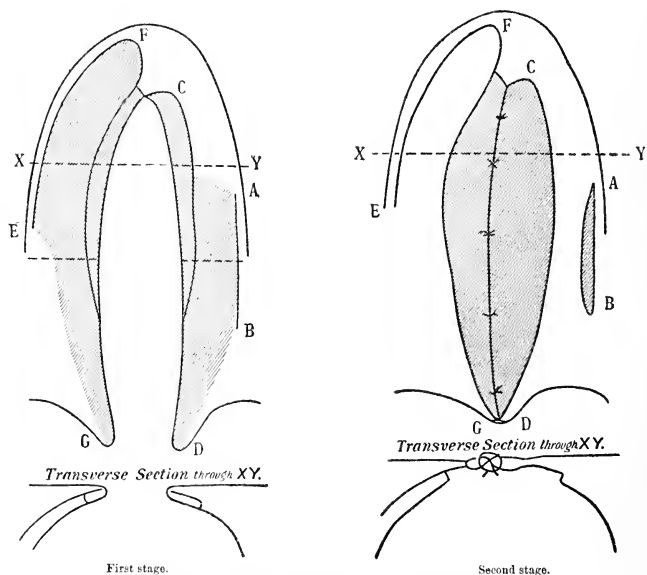 F
C
X
Y
A
E
B
G
D
Transverse Section through XY.
First stage.
F
C
X
Y
A
E
B
G
D
Transverse Section through XY.
Second stage.